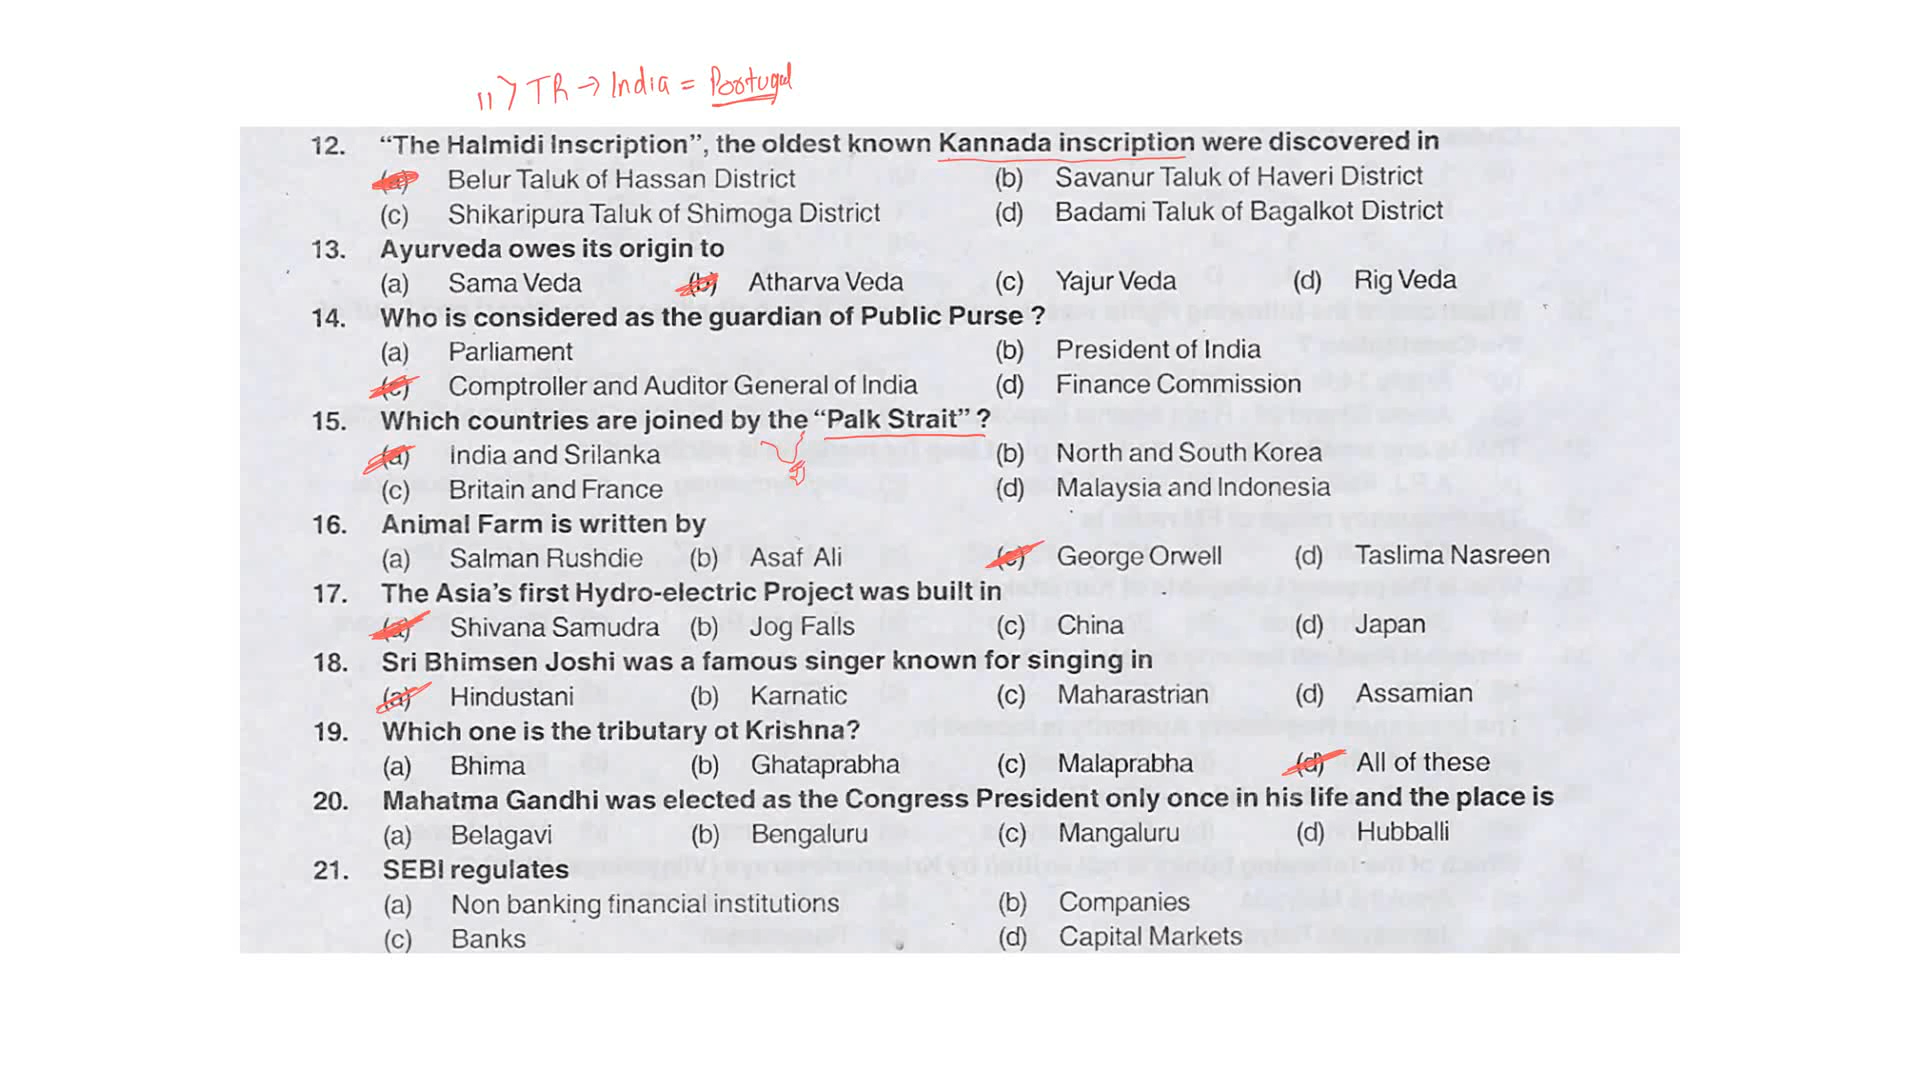 11) TR → India = Portugal
12. “The Halmidi Inscription”, the oldest known Kannada inscription were discovered in
(a) Belur Taluk of Hassan District (b) Savanur Taluk of Haveri District
(c) Shikaripura Taluk of Shimoga District (d) Badami Taluk of Bagalkot District
13. Ayurveda owes its origin to
(a) Sama Veda (b) Atharva Veda (c) Yajur Veda (d) Rig Veda
14. Who is considered as the guardian of Public Purse ?
(a) Parliament (b) President of India
(c) Comptroller and Auditor General of India (d) Finance Commission
15. Which countries are joined by the “Palk Strait” ?
(a) India and Srilanka (b) North and South Korea
(c) Britain and France (d) Malaysia and Indonesia
16. Animal Farm is written by
(a) Salman Rushdie (b) Asaf Ali (c) George Orwell (d) Taslima Nasreen
17. The Asia’s first Hydro-electric Project was built in
(a) Shivana Samudra (b) Jog Falls (c) China (d) Japan
18. Sri Bhimsen Joshi was a famous singer known for singing in
(a) Hindustani (b) Karnatic (c) Maharastrian (d) Assamian
19. Which one is the tributary of Krishna?
(a) Bhima (b) Ghataprabha (c) Malaprabha (d) All of these
20. Mahatma Gandhi was elected as the Congress President only once in his life and the place is
(a) Belagavi (b) Bengaluru (c) Mangaluru (d) Hubballi
21. SEBI regulates
(a) Non banking financial institutions (b) Companies
(c) Banks (d) Capital Markets